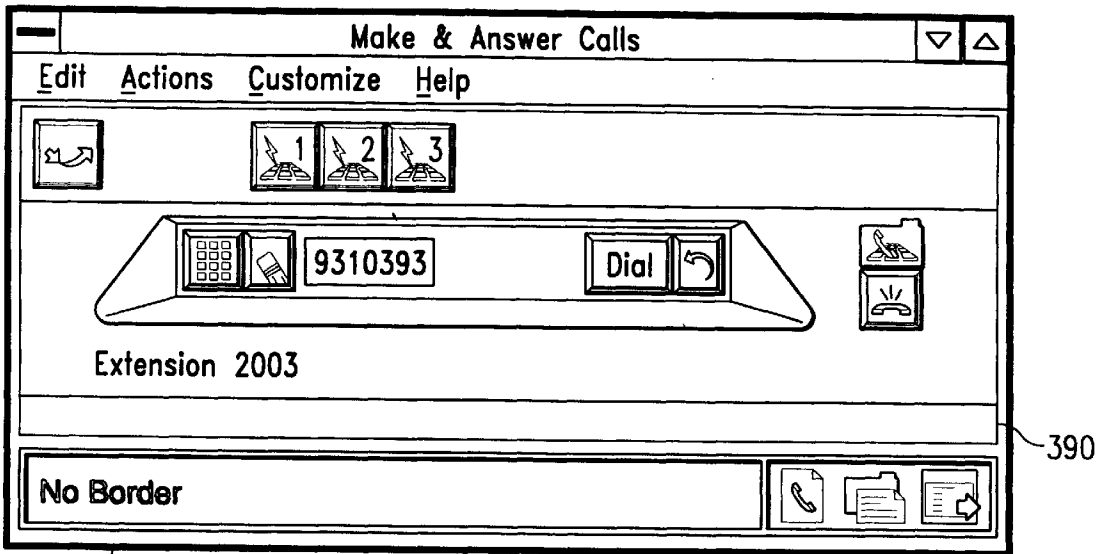 Make & Answer Calls
Edit Actions Customize Help
1 2 3
9310393 Dial
Extension 2003
390
No Border